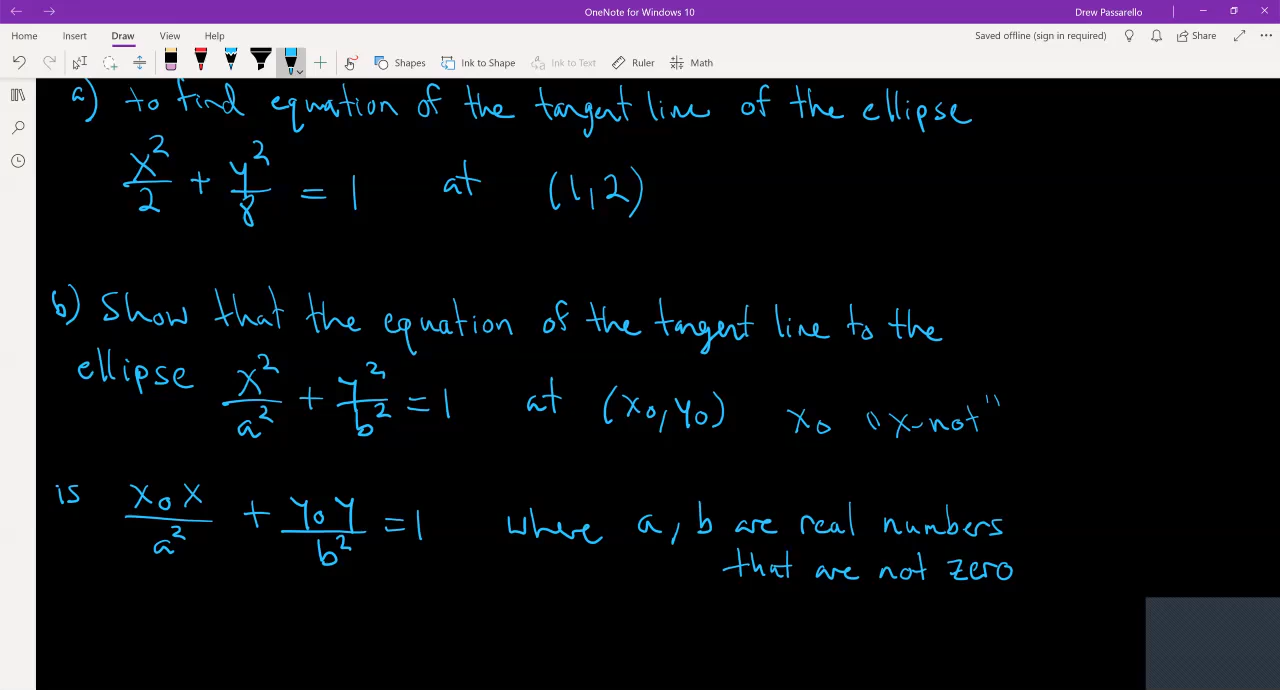 OneNote for Windows 10
Drew Passarello
Home Insert Draw View Help
Saved offline (sign in required)
Share
Shapes Ink to Shape Ink to Text Ruler Math
a) to find equation of the tangent line of the ellipse
x²/2 + y²/8 = 1 at (1,2)
b) Show that the equation of the tangent line to the
ellipse x²/a² + y²/b² = 1 at (x₀,y₀) x₀ "x-not"
is x₀x/a² + y₀y/b² = 1 where a, b are real numbers
that are not zero